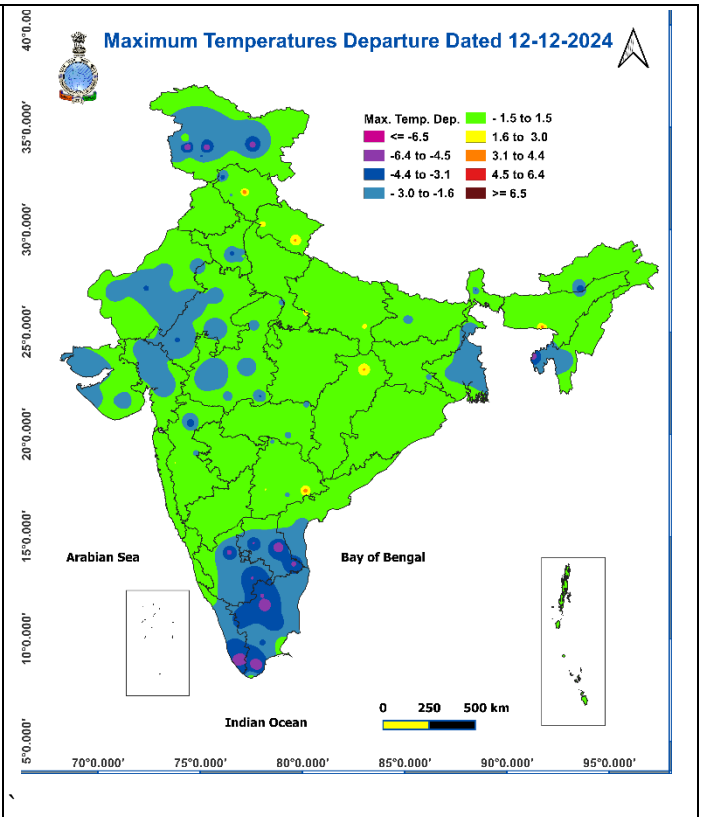 Maximum Temperatures Departure Dated 12-12-2024
Max. Temp. Dep.
<= -6.5
-6.4 to -4.5
-4.4 to -3.1
- 3.0 to -1.6
- 1.5 to 1.5
1.6 to 3.0
3.1 to 4.4
4.5 to 6.4
>= 6.5
40°0.00
35°0.000'
30°0.000'
25°0.000'
20°0.000'
15°0.000'
10°0.000'
5°0.000'
Arabian Sea
Bay of Bengal
Indian Ocean
0 250 500 km
70°0.000' 75°0.000' 80°0.000' 85°0.000' 90°0.000' 95°0.000'
`